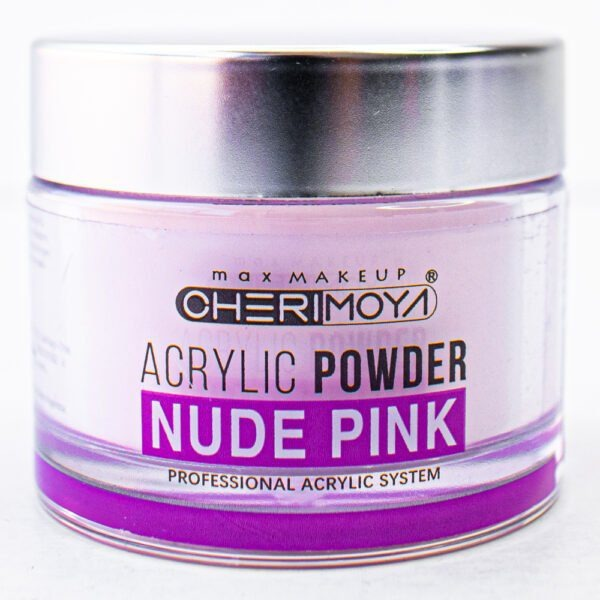 max MAKEUP ®
CHERIMOYA
ACRYLIC POWDER
NUDE PINK
PROFESSIONAL ACRYLIC SYSTEM